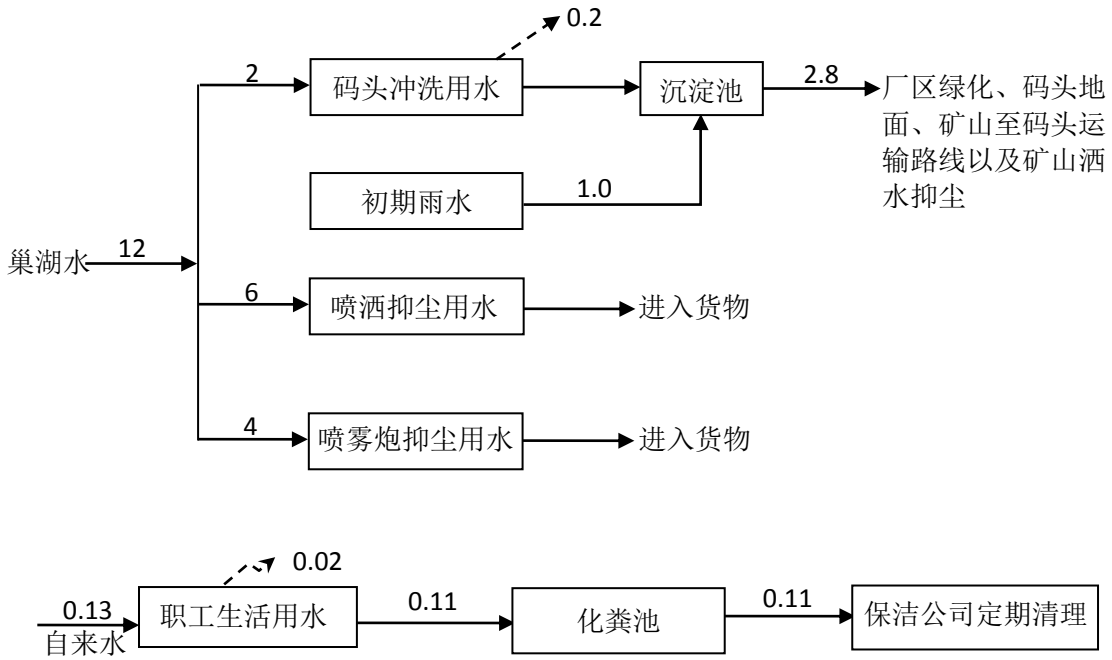 0.2
2
码头冲洗用水
沉淀池
2.8
厂区绿化、码头地
面、矿山至码头运
输路线以及矿山洒
水抑尘
初期雨水
1.0
巢湖水
12
6
喷洒抑尘用水
进入货物
4
喷雾炮抑尘用水
进入货物
0.02
0.13
自来水
职工生活用水
0.11
化粪池
0.11
保洁公司定期清理